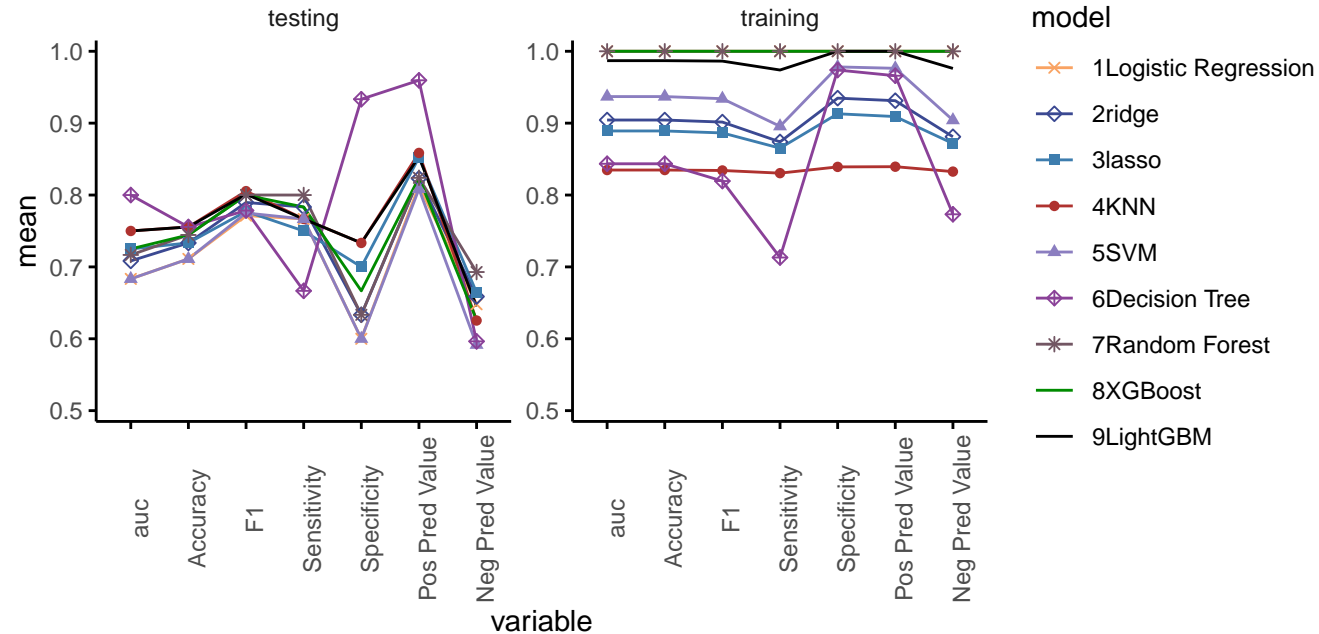 testing
training
model
mean
1.0
0.9
0.8
0.7
0.6
0.5
1.0
0.9
0.8
0.7
0.6
0.5
auc
Accuracy
F1
Sensitivity
Specificity
Pos Pred Value
Neg Pred Value
auc
Accuracy
F1
Sensitivity
Specificity
Pos Pred Value
Neg Pred Value
variable
1Logistic Regression
2ridge
3lasso
4KNN
5SVM
6Decision Tree
7Random Forest
8XGBoost
9LightGBM